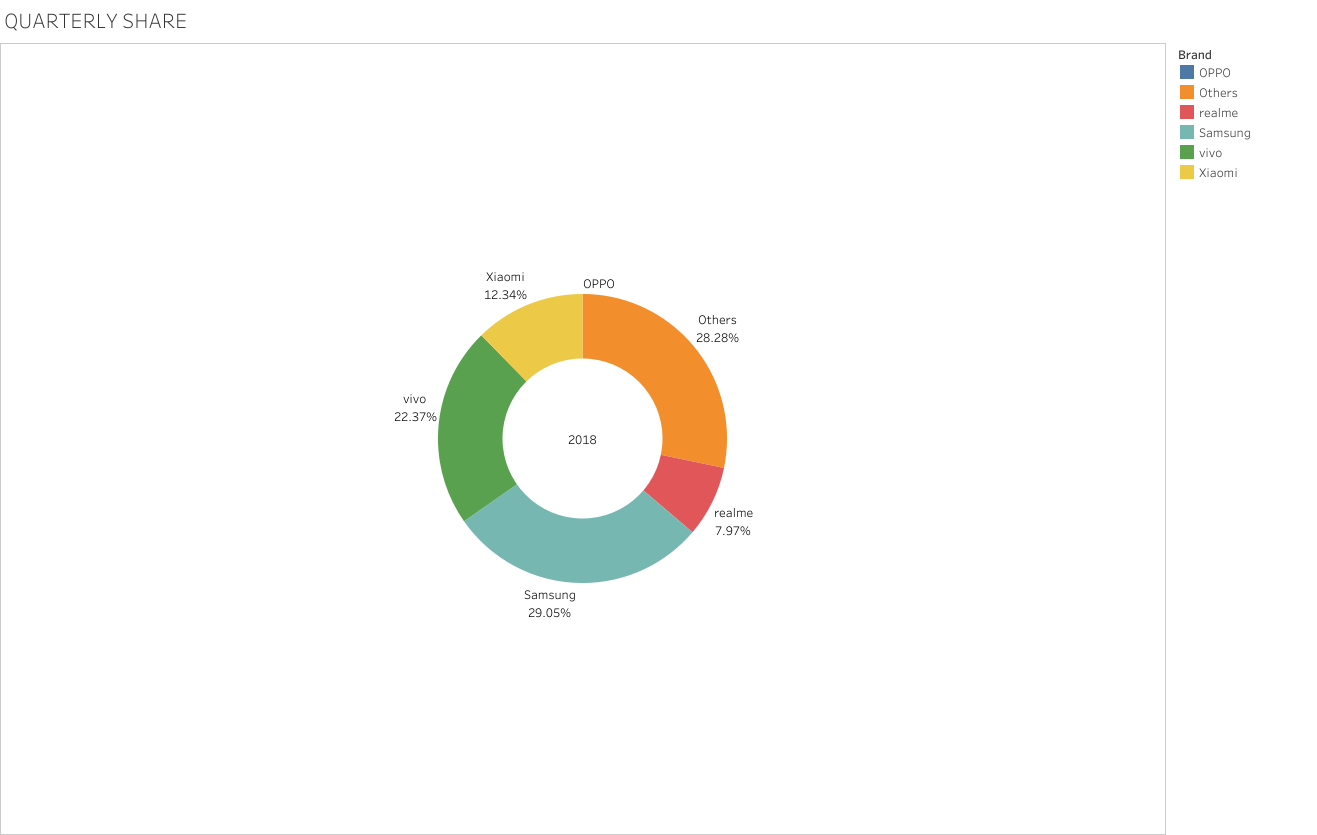 QUARTERLY SHARE
Brand
OPPO
Others
realme
Samsung
vivo
Xiaomi
Xiaomi
12.34%
OPPO
Others
28.28%
vivo
22.37%
2018
realme
7.97%
Samsung
29.05%